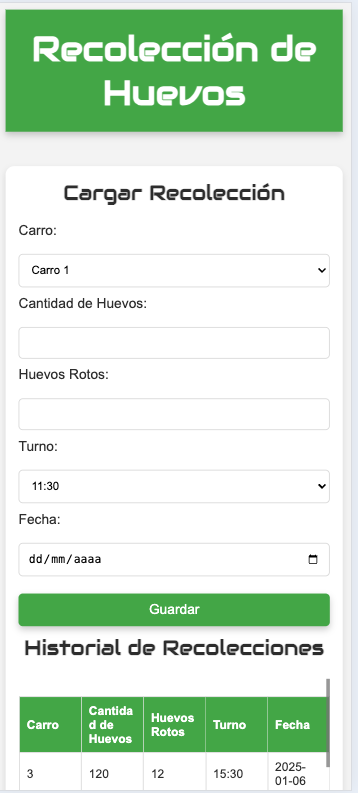 Recolección de
Huevos
Cargar Recolección
Carro:
Carro 1
Cantidad de Huevos:
Huevos Rotos:
Turno:
11:30
Fecha:
dd/mm/aaaa
Guardar
Historial de Recolecciones
Carro Cantida d de Huevos Huevos Rotos Turno Fecha
3 120 12 15:30 2025-01-06